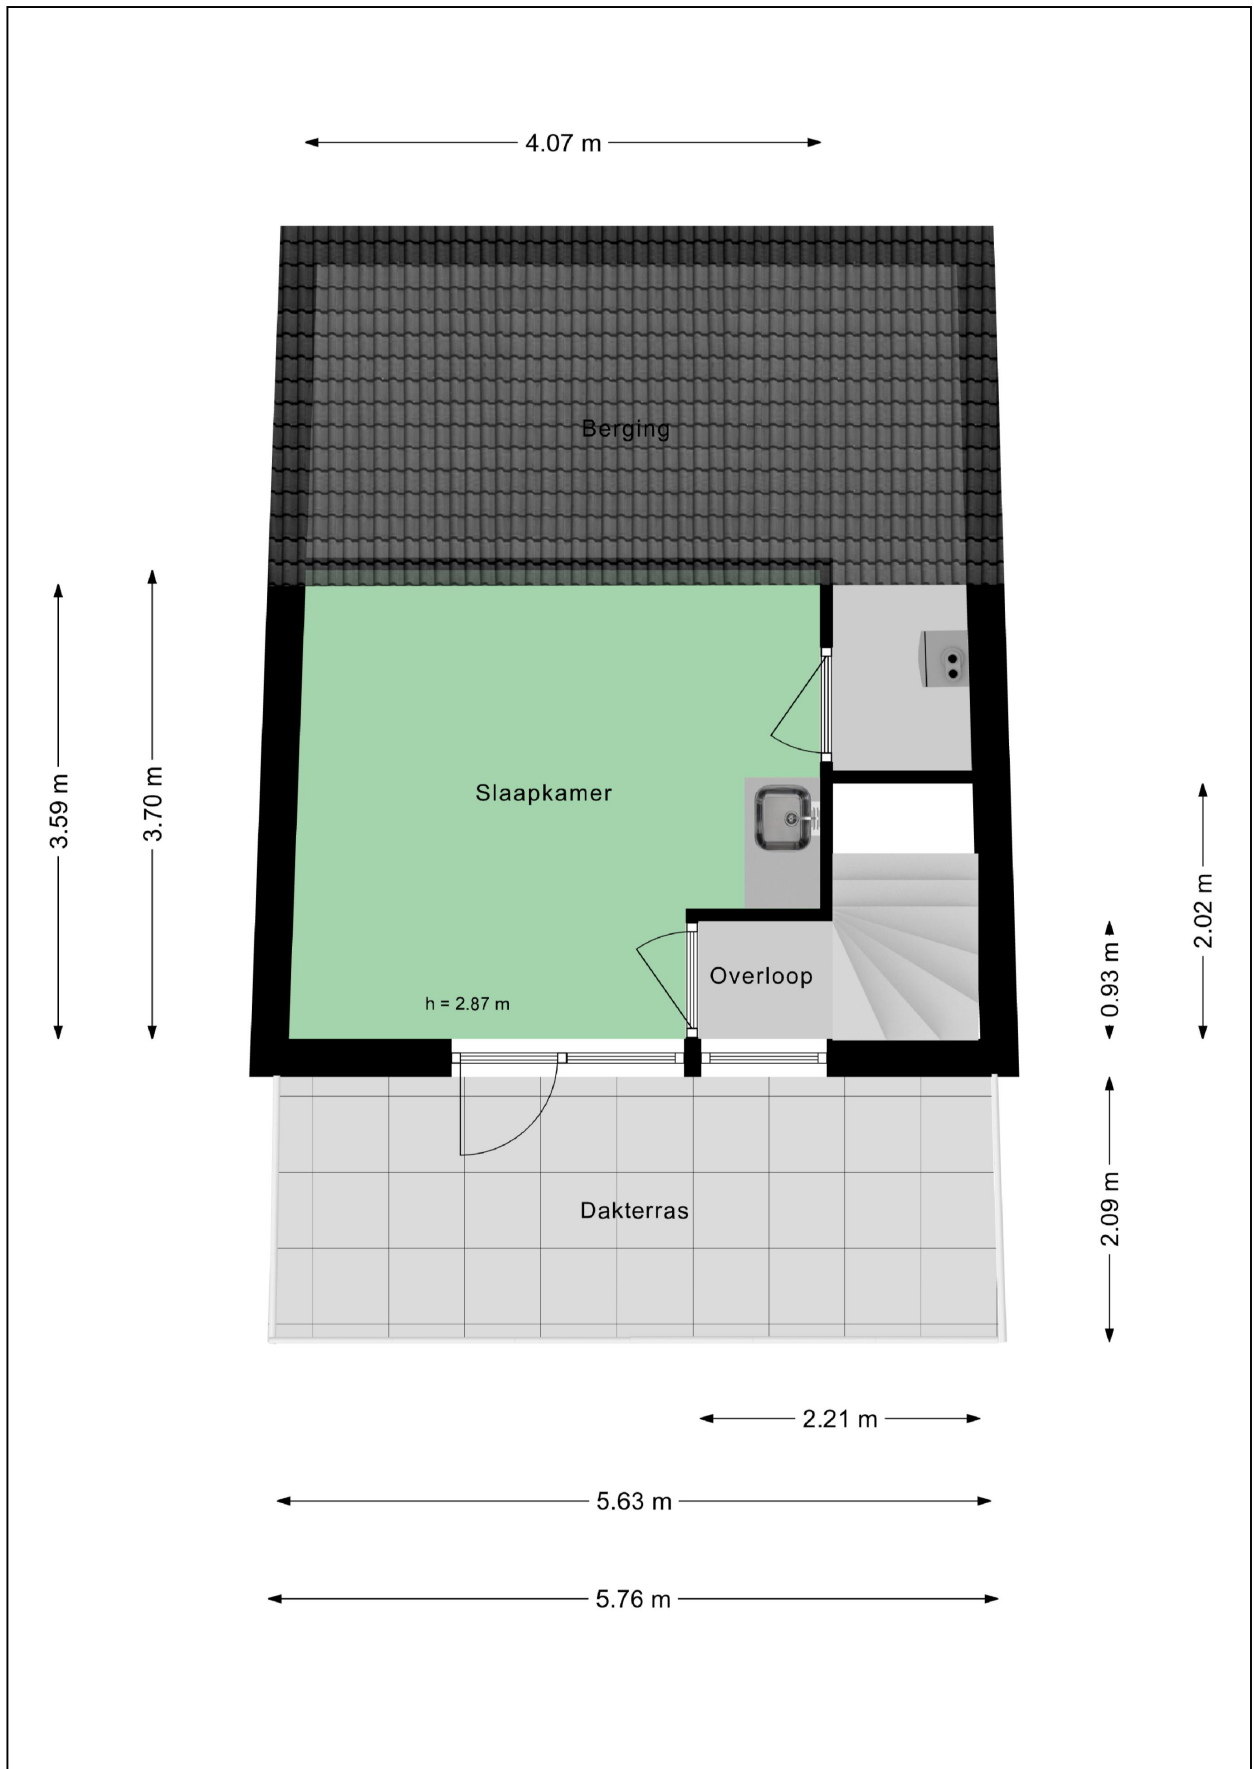 4.07 m
Berging
3.59 m
3.70 m
Slaapkamer
2.02 m
0.93 m
Overloop
h = 2.87 m
Dakterras
2.09 m
2.21 m
5.63 m
5.76 m